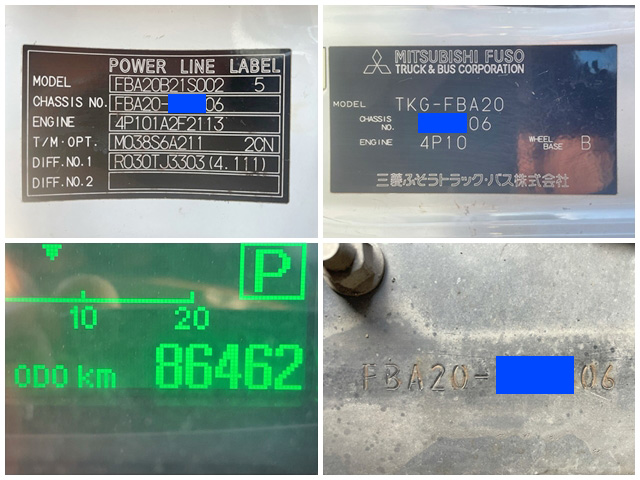 POWER LINE LABEL
MODEL FBA20B21S002 5
CHASSIS NO. FBA20- 06
ENGINE 4P101A2F2113
T/M·OPT. M038S6A211 2CN
DIFF.NO.1 R030TJ3303(4.111)
DIFF.NO.2
MITSUBISHI FUSO
TRUCK & BUS CORPORATION
MODEL TKG-FBA20
CHASSIS NO. 06
ENGINE 4P10 WHEEL BASE B
三菱ふそうトラック・バス株式会社
P
10 20
ODO km 86462
FBA20- 06